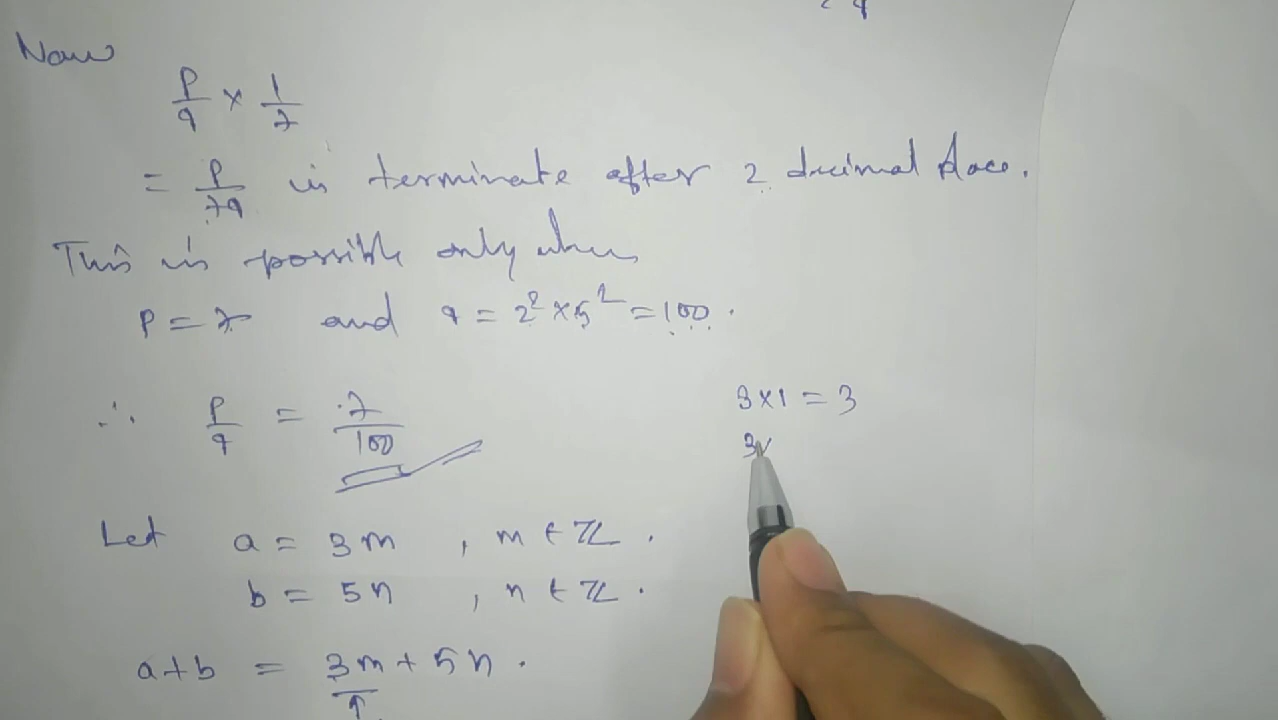 Now
p/q × 1/7
= p/7q is terminate after 2 decimal place.
This is possible only when
p = 7 and q = 2² × 5² = 100.
∴ p/q = 7/100
3×1 = 3
3
Let a = 3m , m ∈ ℤ.
b = 5n , n ∈ ℤ.
a+b = 3m + 5n.